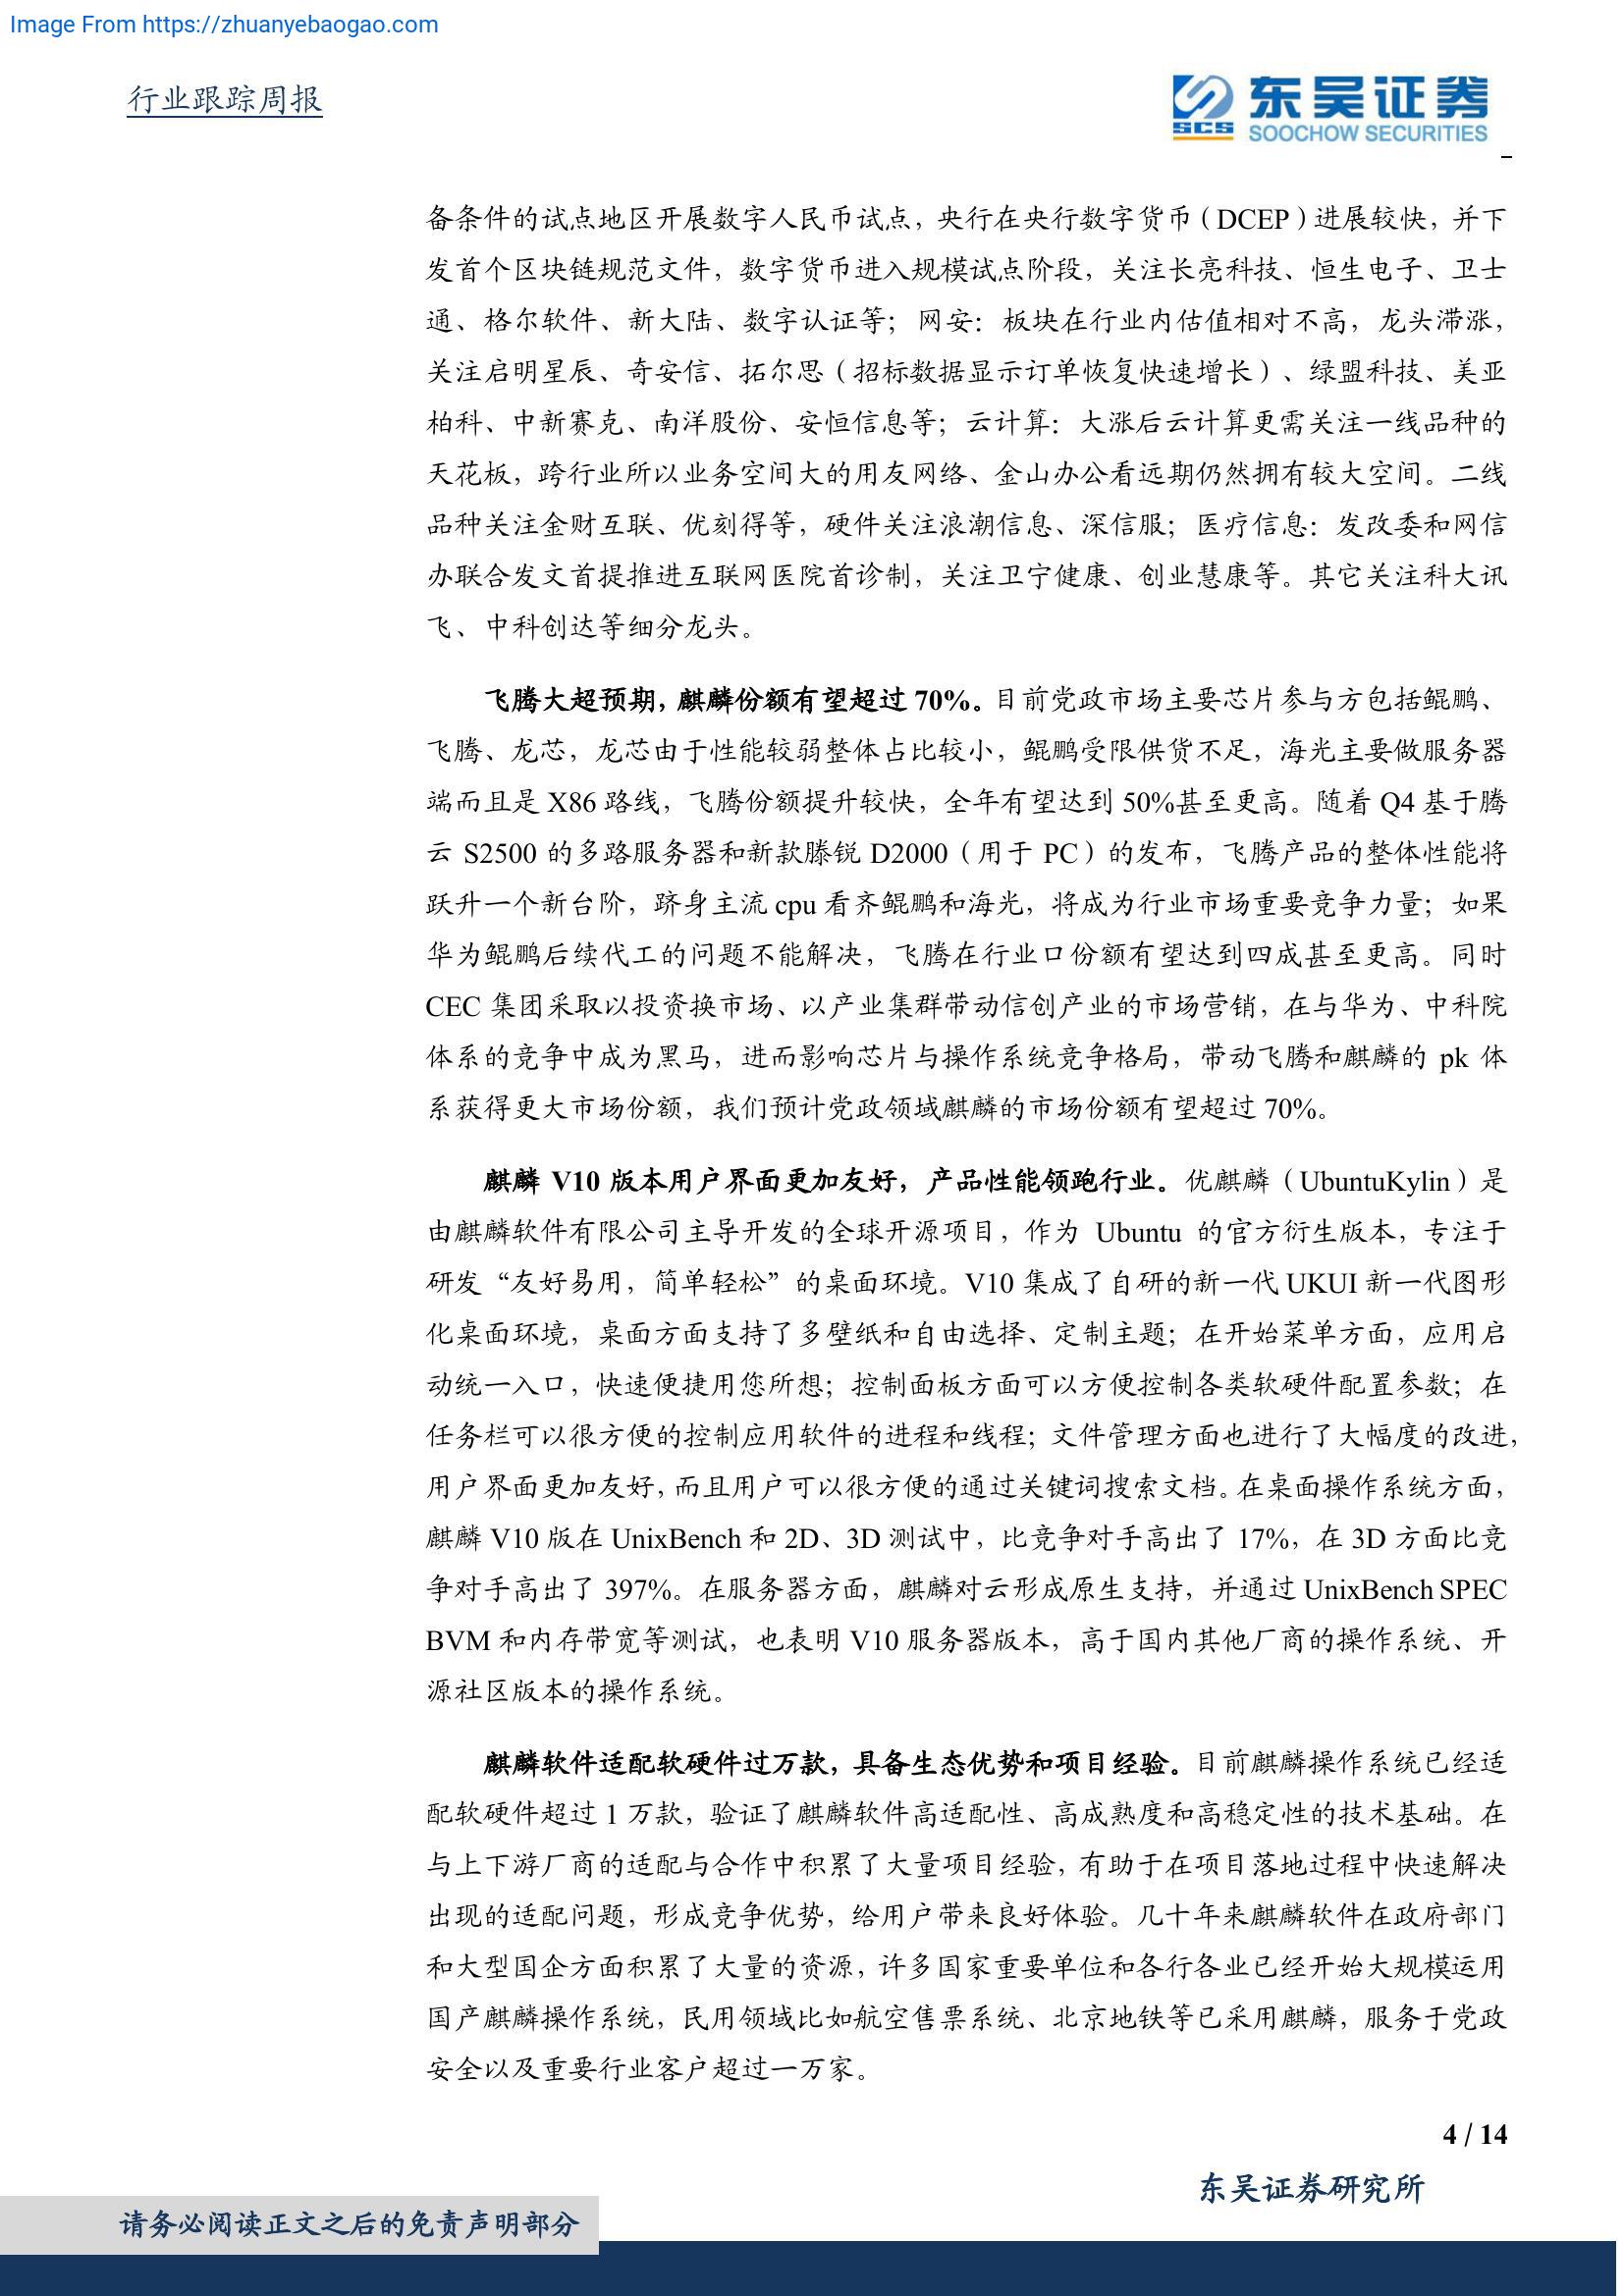 Image From https://zhuanyebaogao.com
行业跟踪周报
东吴证券
SCS
SOOCHOW SECURITIES
备条件的试点地区开展数字人民币试点，央行在央行数字货币（DCEP）进展较快，并下
发首个区块链规范文件，数字货币进入规模试点阶段，关注长亮科技、恒生电子、卫士
通、格尔软件、新大陆、数字认证等；网安：板块在行业内估值相对不高，龙头滞涨，
关注启明星辰、奇安信、拓尔思（招标数据显示订单恢复快速增长）、绿盟科技、美亚
柏科、中新赛克、南洋股份、安恒信息等；云计算：大涨后云计算更需关注一线品种的
天花板，跨行业所以业务空间大的用友网络、金山办公看远期仍然拥有较大空间。二线
品种关注金财互联、优刻得等，硬件关注浪潮信息、深信服；医疗信息：发改委和网信
办联合发文首提推进互联网医院首诊制，关注卫宁健康、创业慧康等。其它关注科大讯
飞、中科创达等细分龙头。
飞腾大超预期，麒麟份额有望超过 70%。目前党政市场主要芯片参与方包括鲲鹏、
飞腾、龙芯，龙芯由于性能较弱整体占比较小，鲲鹏受限供货不足，海光主要做服务器
端而且是 X86 路线，飞腾份额提升较快，全年有望达到 50%甚至更高。随着 Q4 基于腾
云 S2500 的多路服务器和新款滕锐 D2000（用于 PC）的发布，飞腾产品的整体性能将
跃升一个新台阶，跻身主流 cpu 看齐鲲鹏和海光，将成为行业市场重要竞争力量；如果
华为鲲鹏后续代工的问题不能解决，飞腾在行业口份额有望达到四成甚至更高。同时
CEC 集团采取以投资换市场、以产业集群带动信创产业的市场营销，在与华为、中科院
体系的竞争中成为黑马，进而影响芯片与操作系统竞争格局，带动飞腾和麒麟的 pk 体
系获得更大市场份额，我们预计党政领域麒麟的市场份额有望超过 70%。
麒麟 V10 版本用户界面更加友好，产品性能领跑行业。优麒麟（UbuntuKylin）是
由麒麟软件有限公司主导开发的全球开源项目，作为 Ubuntu 的官方衍生版本，专注于
研发“友好易用，简单轻松”的桌面环境。V10 集成了自研的新一代 UKUI 新一代图形
化桌面环境，桌面方面支持了多壁纸和自由选择、定制主题；在开始菜单方面，应用启
动统一入口，快速便捷用您所想；控制面板方面可以方便控制各类软硬件配置参数；在
任务栏可以很方便的控制应用软件的进程和线程；文件管理方面也进行了大幅度的改进，
用户界面更加友好，而且用户可以很方便的通过关键词搜索文档。在桌面操作系统方面，
麒麟 V10 版在 UnixBench 和 2D、3D 测试中，比竞争对手高出了 17%，在 3D 方面比竞
争对手高出了 397%。在服务器方面，麒麟对云形成原生支持，并通过 UnixBench SPEC
BVM 和内存带宽等测试，也表明 V10 服务器版本，高于国内其他厂商的操作系统、开
源社区版本的操作系统。
麒麟软件适配软硬件过万款，具备生态优势和项目经验。目前麒麟操作系统已经适
配软硬件超过 1 万款，验证了麒麟软件高适配性、高成熟度和高稳定性的技术基础。在
与上下游厂商的适配与合作中积累了大量项目经验，有助于在项目落地过程中快速解决
出现的适配问题，形成竞争优势，给用户带来良好体验。几十年来麒麟软件在政府部门
和大型国企方面积累了大量的资源，许多国家重要单位和各行各业已经开始大规模运用
国产麒麟操作系统，民用领域比如航空售票系统、北京地铁等已采用麒麟，服务于党政
安全以及重要行业客户超过一万家。
4 / 14
东吴证券研究所
请务必阅读正文之后的免责声明部分